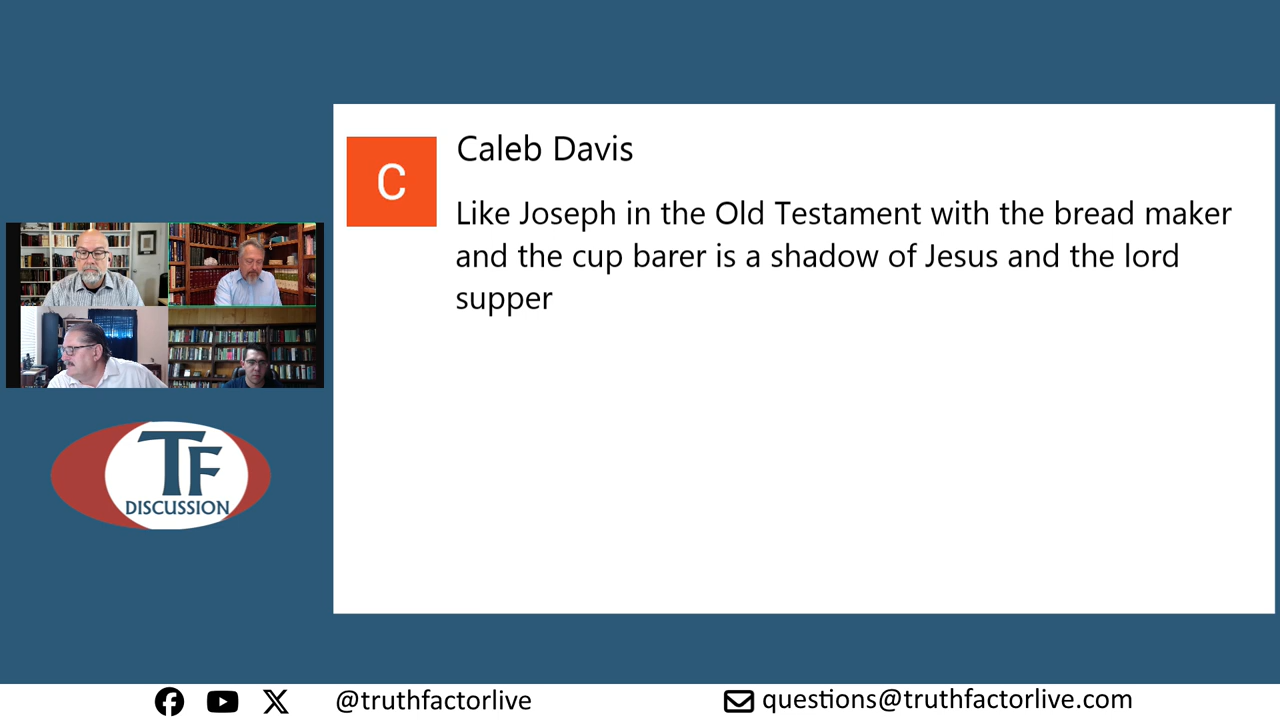 Caleb Davis
C
Like Joseph in the Old Testament with the bread maker
and the cup barer is a shadow of Jesus and the lord
supper
TF
DISCUSSION
@truthfactorlive
questions@truthfactorlive.com